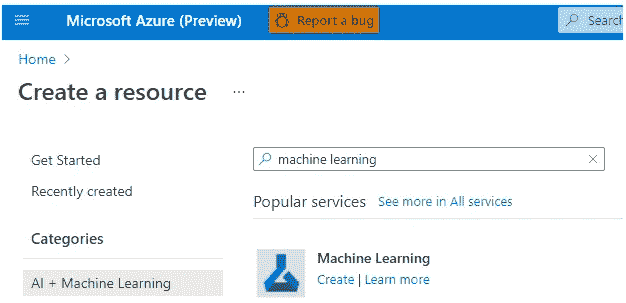 Microsoft Azure (Preview) Report a bug Search
Home >
Create a resource ...
Get Started
machine learning
Recently created
Popular services See more in All services
Categories
Machine Learning
AI + Machine Learning
Create | Learn more